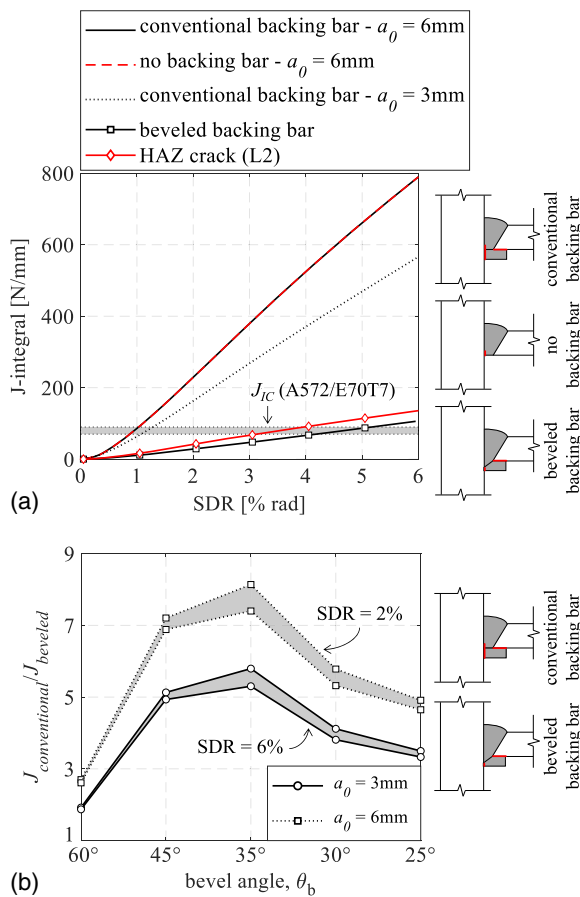 conventional backing bar - a0 = 6mm
no backing bar - a0 = 6mm
conventional backing bar - a0 = 3mm
beveled backing bar
HAZ crack (L2)
800
600
400
200
0
J-integral [N/mm]
JIC (A572/E70T7)
0 1 2 3 4 5 6
SDR [% rad]
(a)
conventional
backing bar
no
backing bar
beveled
backing bar
9
7
5
3
1
Jconventional/Jbeveled
SDR = 2%
SDR = 6%
a0 = 3mm
a0 = 6mm
60° 45° 35° 30° 25°
bevel angle, θb
(b)
conventional
backing bar
beveled
backing bar